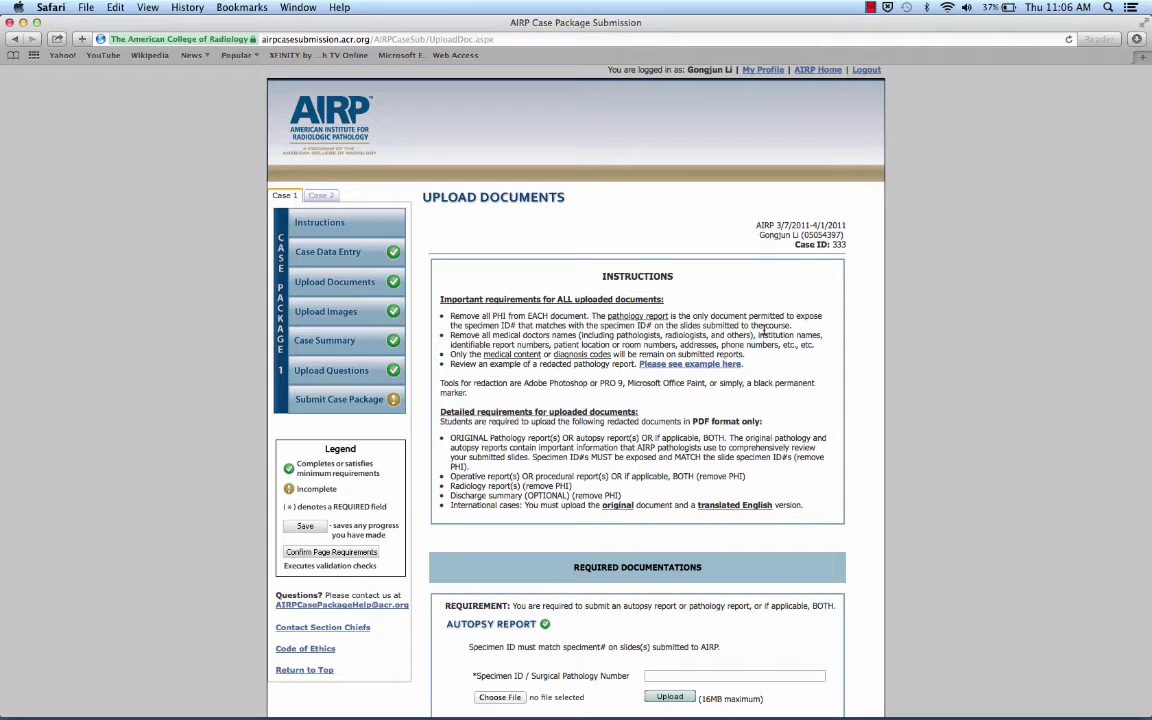 Safari File Edit View History Bookmarks Window Help 37% Thu 11:06 AM
AIRP Case Package Submission
The American College of Radiology airpcasesubmission.acr.org/AIRPCaseSub/UploadDoc.aspx Reader
Yahoo! YouTube Wikipedia News Popular XFINITY by…h TV Online Microsoft E… Web Access
You are logged in as: Gongjun Li | My Profile | AIRP Home | Logout
AIRP
AMERICAN INSTITUTE FOR
RADIOLOGIC PATHOLOGY
A PROGRAM OF THE
AMERICAN COLLEGE OF RADIOLOGY
Case 1 Case 2
CASE PACKAGE 1
Instructions
Case Data Entry
Upload Documents
Upload Images
Case Summary
Upload Questions
Submit Case Package
Legend
Completes or satisfies
minimum requirements
Incomplete
( * ) denotes a REQUIRED field
Save - saves any progress
you have made
Confirm Page Requirements
Executes validation checks
Questions? Please contact us at
AIRPCasePackageHelp@acr.org
Contact Section Chiefs
Code of Ethics
Return to Top
UPLOAD DOCUMENTS
AIRP 3/7/2011-4/1/2011
Gongjun Li (05054397)
Case ID: 333
INSTRUCTIONS
Important requirements for ALL uploaded documents:
• Remove all PHI from EACH document. The pathology report is the only document permitted to expose
the specimen ID# that matches with the specimen ID# on the slides submitted to the course.
• Remove all medical doctors names (including pathologists, radiologists, and others), institution names,
identifiable report numbers, patient location or room numbers, addresses, phone numbers, etc., etc.
• Only the medical content or diagnosis codes will be remain on submitted reports.
• Review an example of a redacted pathology report. Please see example here.
Tools for redaction are Adobe Photoshop or PRO 9, Microsoft Office Paint, or simply, a black permanent
marker.
Detailed requirements for uploaded documents:
Students are required to upload the following redacted documents in PDF format only:
• ORIGINAL Pathology report(s) OR autopsy report(s) OR if applicable, BOTH. The original pathology and
autopsy reports contain important information that AIRP pathologists use to comprehensively review
your submitted slides. Specimen ID#s MUST be exposed and MATCH the slide specimen ID#s (remove
PHI).
• Operative report(s) OR procedural report(s) OR if applicable, BOTH (remove PHI)
• Radiology report(s) (remove PHI)
• Discharge summary (OPTIONAL) (remove PHI)
• International cases: You must upload the original document and a translated English version.
REQUIRED DOCUMENTATIONS
REQUIREMENT: You are required to submit an autopsy report or pathology report, or if applicable, BOTH.
AUTOPSY REPORT
Specimen ID must match speciment# on slides(s) submitted to AIRP.
*Specimen ID / Surgical Pathology Number
Choose File no file selected Upload (16MB maximum)